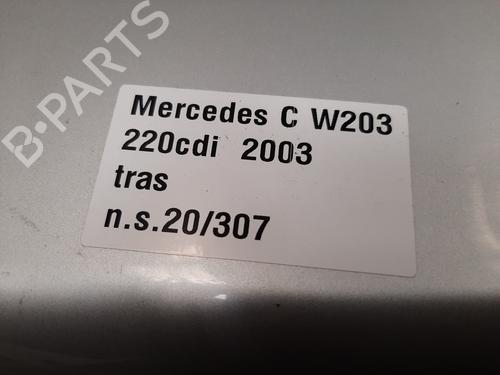 B-PARTS
Mercedes C W203
220cdi 2003
tras
n.s.20/307